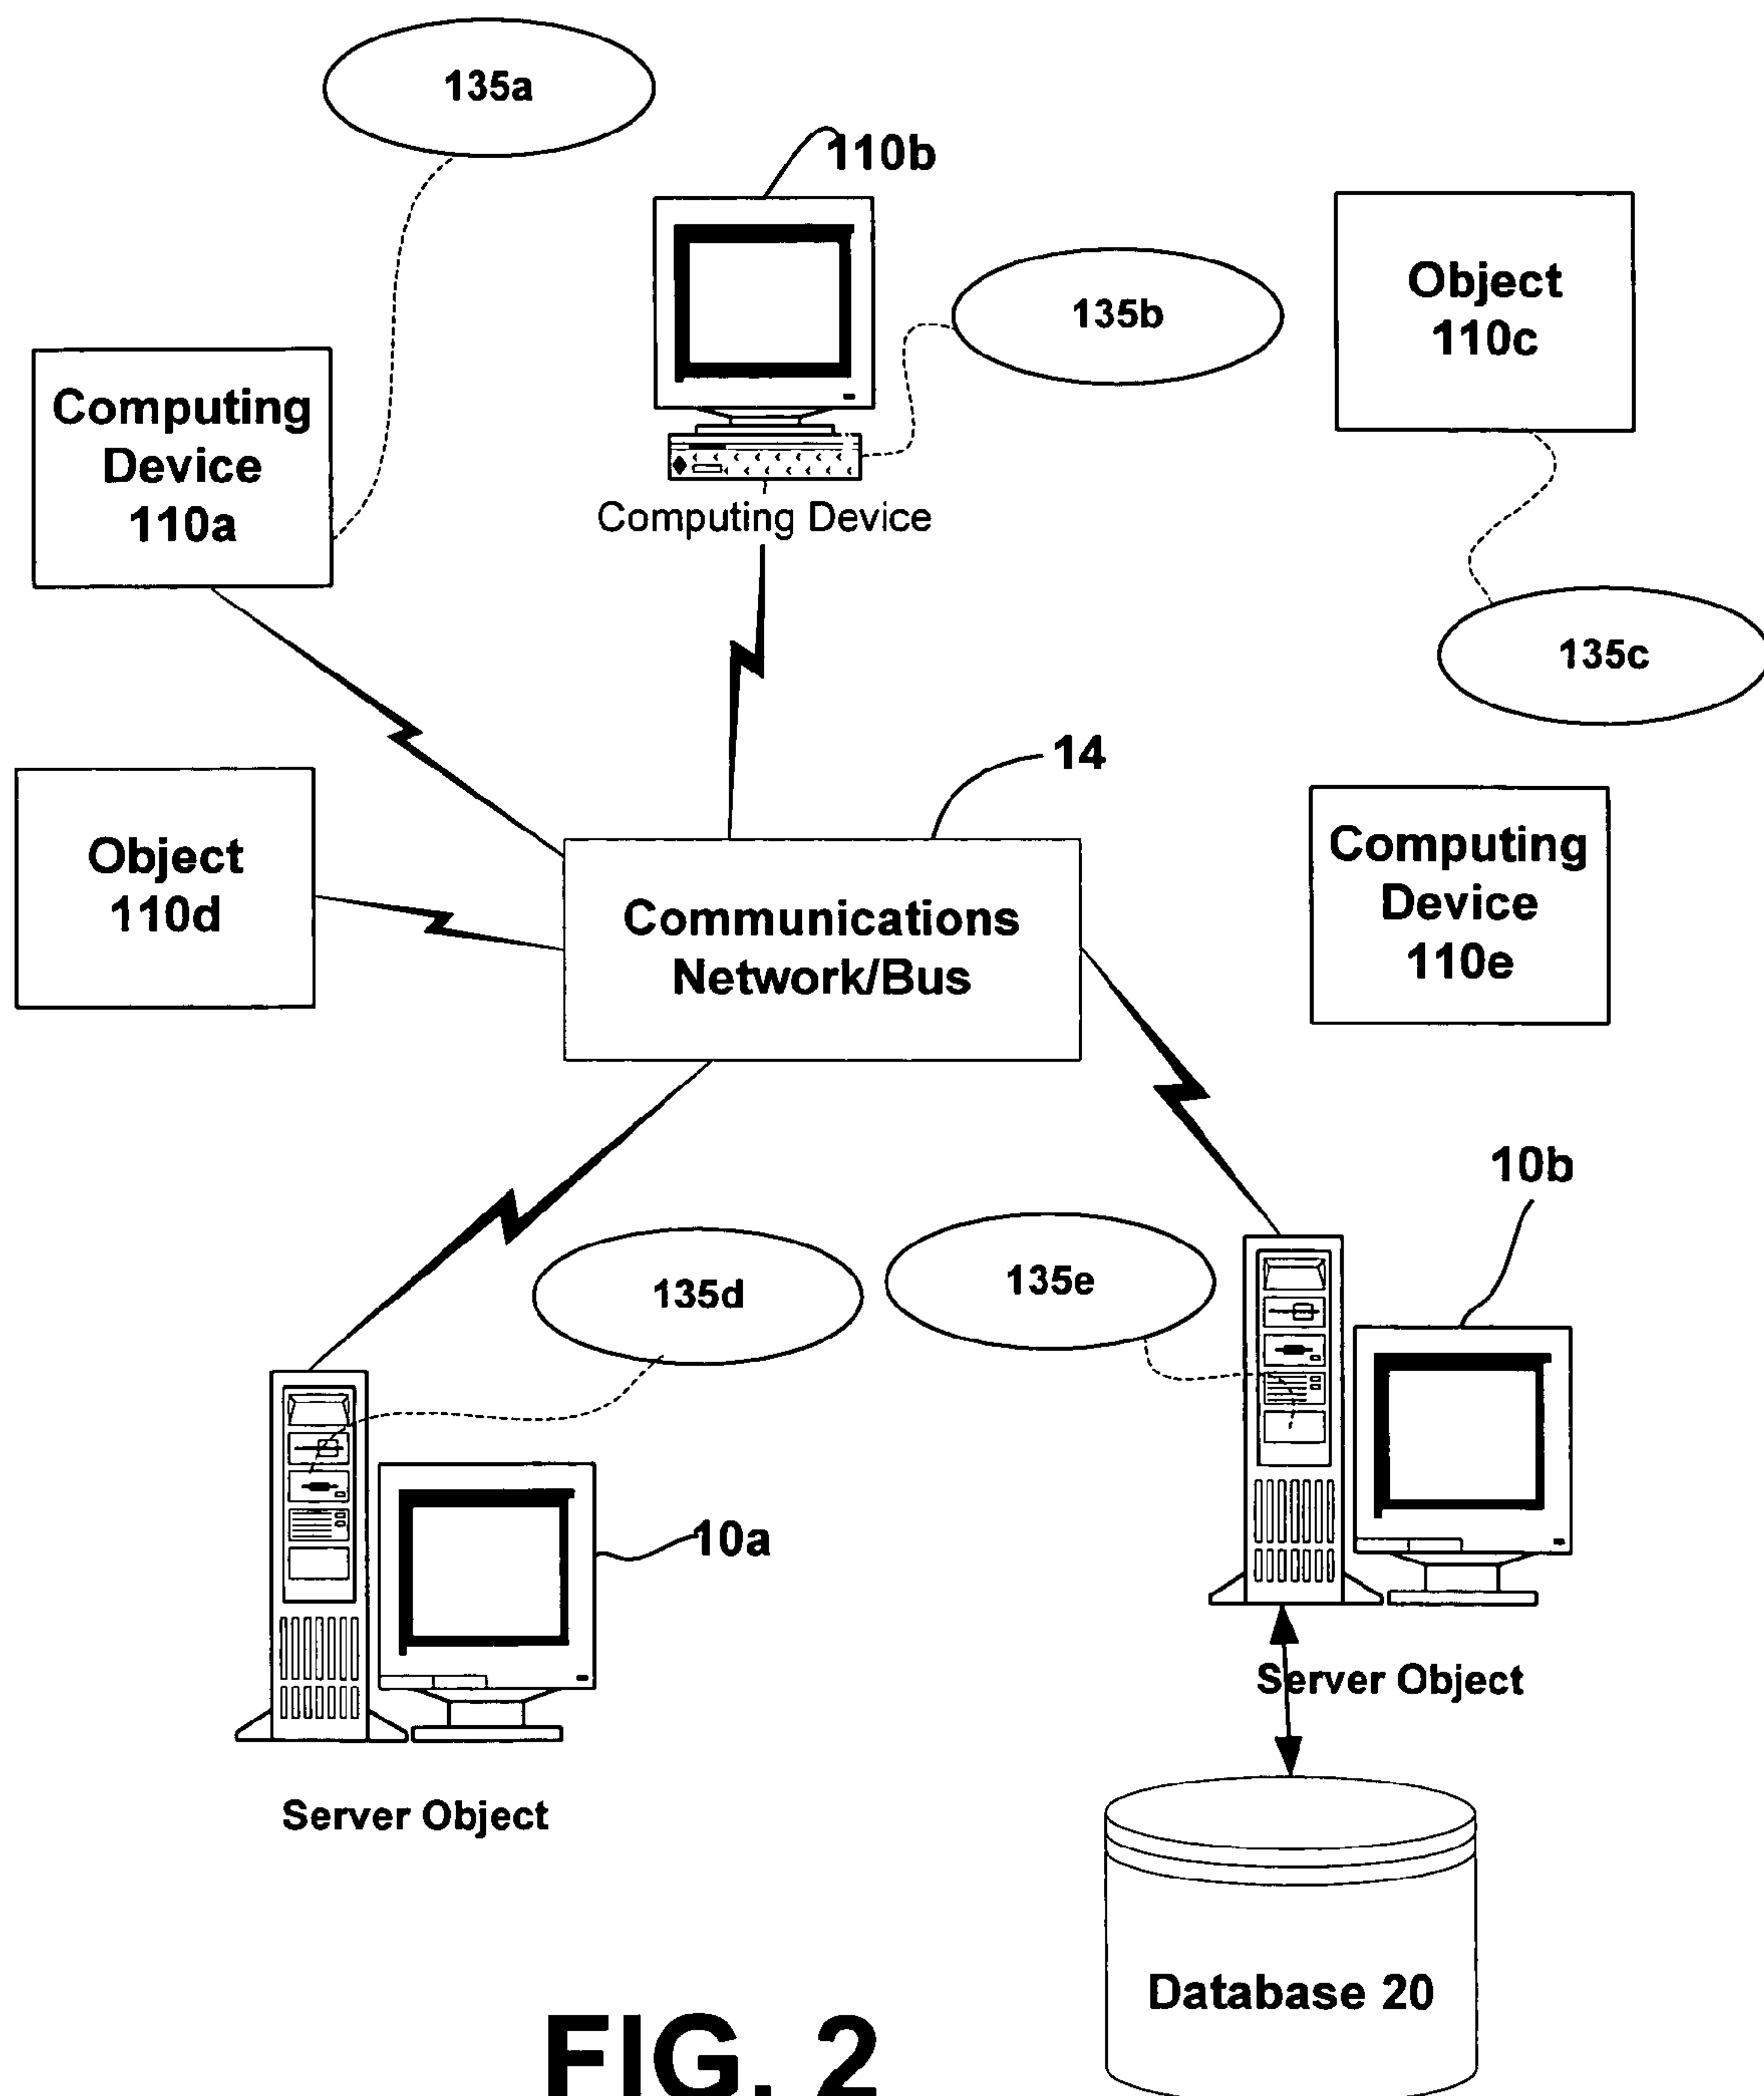 135a
110b
135b
Object
110c
Computing
Device
110a
Computing Device
135c
14
Object
110d
Communications
Network/Bus
Computing
Device
110e
10b
135d
135e
10a
Server Object
Server Object
Database 20
FIG. 2